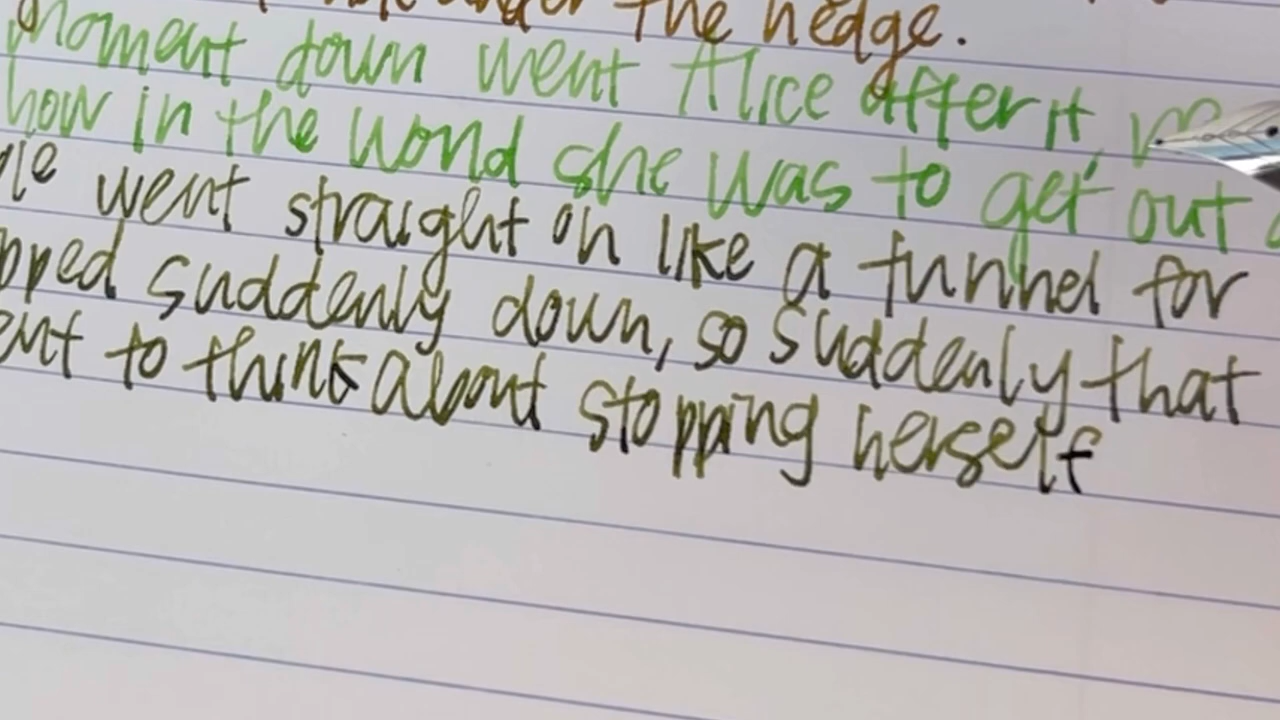 under the hedge.
moment down went Alice after it,
how in the world she was to get out
went straight on like a funnel for
suddenly down, so suddenly that
to think about stopping herself